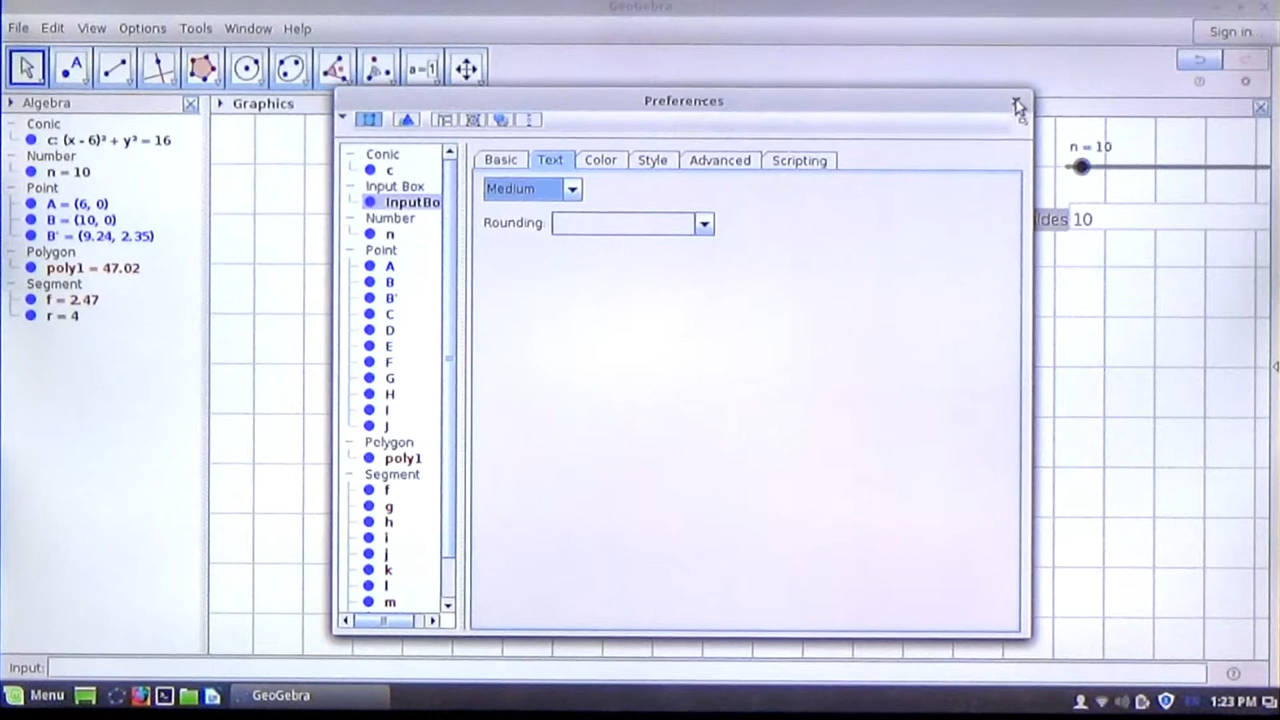 GeoGebra
File Edit View Options Tools Window Help
Sign in...
A
a=1
Algebra
Graphics
Preferences
Conic
c: (x - 6)² + y² = 16
Number
n = 10
Point
A = (6, 0)
B = (10, 0)
B' = (9.24, 2.35)
Polygon
poly1 = 47.02
Segment
f = 2.47
r = 4
Conic
c
Input Box
InputBo
Number
n
Point
A
B
B'
C
D
E
F
G
H
I
J
Polygon
poly1
Segment
f
g
h
i
j
k
l
m
Basic Text Color Style Advanced Scripting
Medium
Rounding:
n = 10
ides 10
Input:
Menu
GeoGebra
1:23 PM